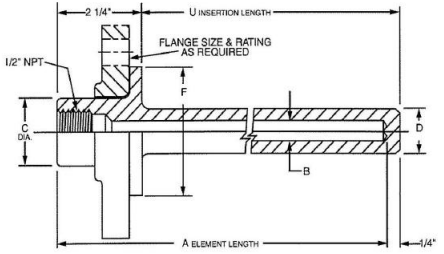 2 1/4"
U INSERTION LENGTH
FLANGE SIZE & RATING
AS REQUIRED
1/2" NPT
F
C
DIA.
D
B
A ELEMENT LENGTH
1/4"